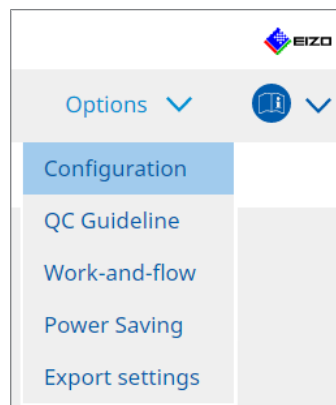 EIZO
Options
Configuration
QC Guideline
Work-and-flow
Power Saving
Export settings